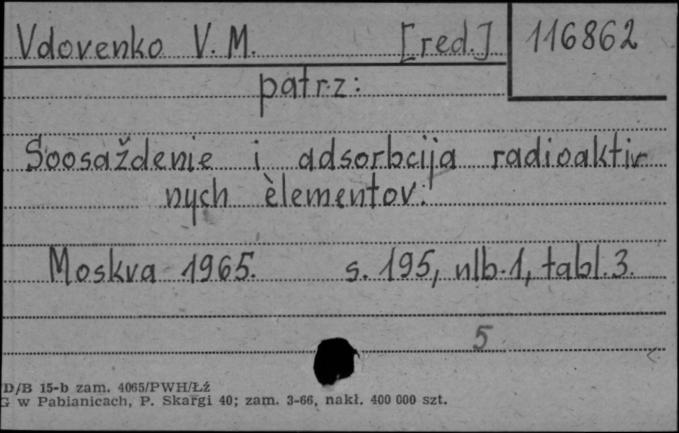 Vdovenko V. M. [red.] 116862
patrz:
Soosaždenie i adsorbcija radioaktiv
nych èlementov.
Moskva 1965. s. 195, nlb. 1, tabl. 3.
5
D/B 15-b zam. 4065/PWH/Łź
G w Pabianicach, P. Skargi 40; zam. 3-66, nakł. 400 000 szt.